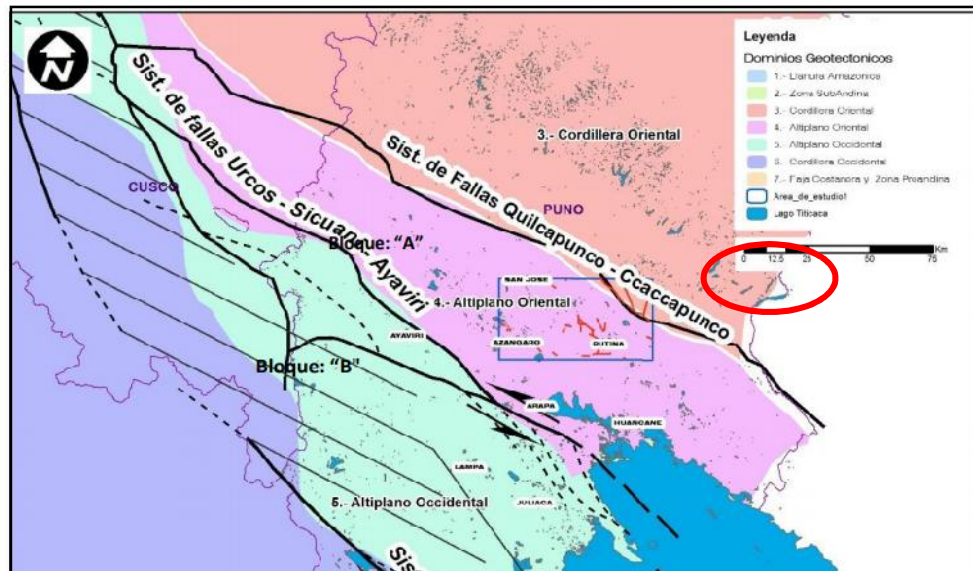 N
Leyenda
Dominios Geotectonicos
1.- Llanura Amazonica
2.- Zona SubAndina
3.- Cordillera Oriental
4.- Altiplano Oriental
5.- Altiplano Occidental
6.- Cordillera Occidental
7.- Faja Costanera y Zona Preandina
Area_de_estudio1
Lago Titicaca
Km
0 12.5 25 50 75
Sist. de fallas Urcos - Sicuani - Ayaviri
Sist. de Fallas Quilcapunco - Ccaccapunco
3.- Cordillera Oriental
CUSCO
PUNO
Bloque: "A"
SAN JOSE
4.- Altiplano Oriental
AYAVIRI
AZANGARO
PUTINA
Bloque: "B"
ARAPA
HUANCANE
LAMPA
5.- Altiplano Occidental
JULIACA
Sis